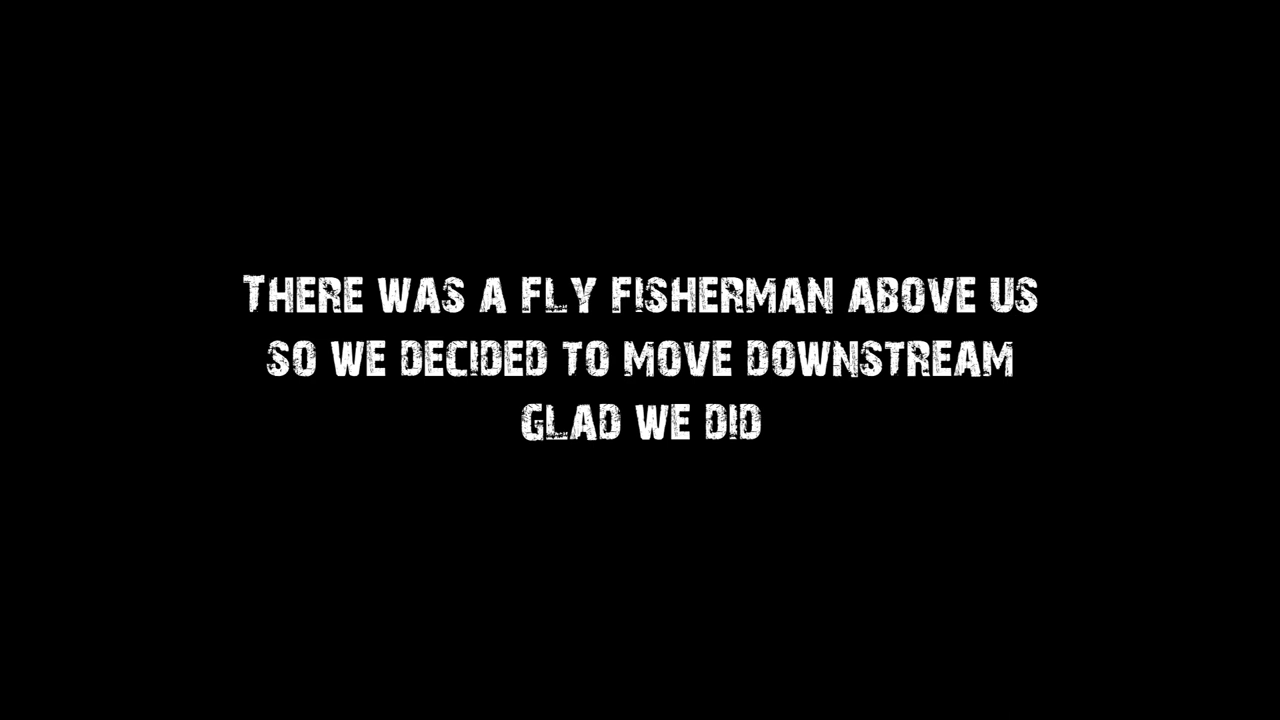 There was a fly fisherman above us
so we decided to move downstream
glad we did